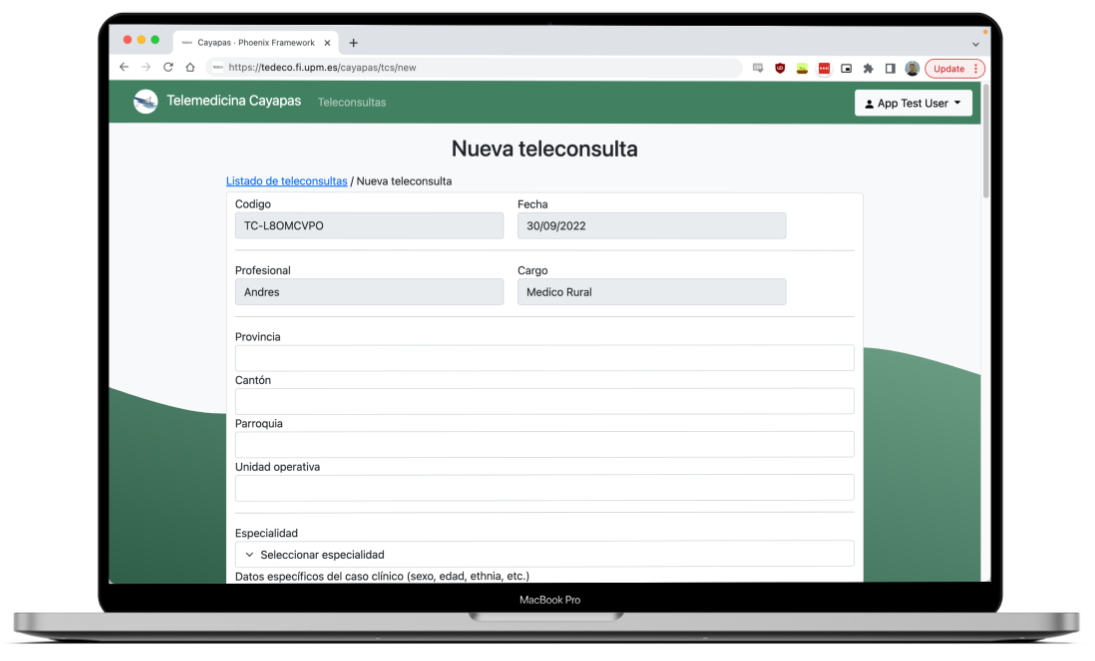 Cayapas · Phoenix Framework
https://tedeco.fi.upm.es/cayapas/tcs/new
Update
Telemedicina Cayapas Teleconsultas
App Test User
Nueva teleconsulta
Listado de teleconsultas / Nueva teleconsulta
Codigo Fecha
TC-L8OMCVPO 30/09/2022
Profesional Cargo
Andres Medico Rural
Provincia
Cantón
Parroquia
Unidad operativa
Especialidad
Seleccionar especialidad
Datos específicos del caso clínico (sexo, edad, ethnia, etc.)
MacBook Pro